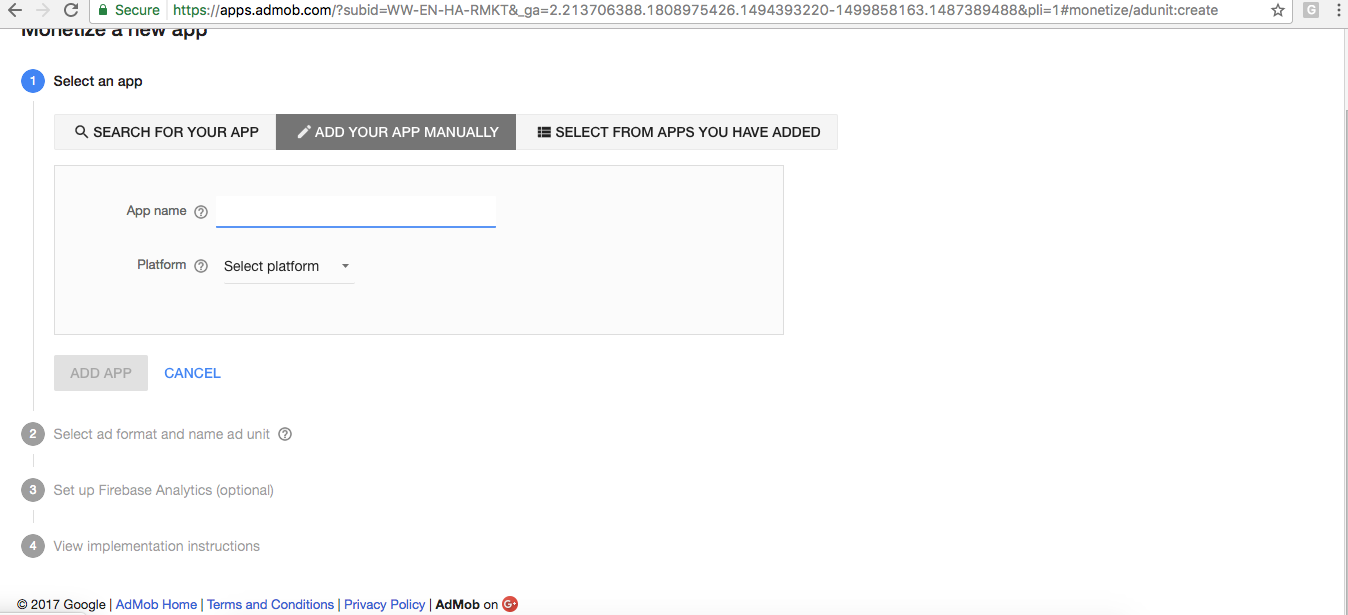 Secure https://apps.admob.com/?subid=WW-EN-HA-RMKT&_ga=2.213706388.1808975426.1494393220-1499858163.1487389488&pli=1#monetize/adunit:create G
Monetize a new app
1 Select an app
SEARCH FOR YOUR APP ADD YOUR APP MANUALLY SELECT FROM APPS YOU HAVE ADDED
App name ?
Platform ? Select platform
ADD APP CANCEL
2 Select ad format and name ad unit ?
3 Set up Firebase Analytics (optional)
4 View implementation instructions
© 2017 Google | AdMob Home | Terms and Conditions | Privacy Policy | AdMob on G+